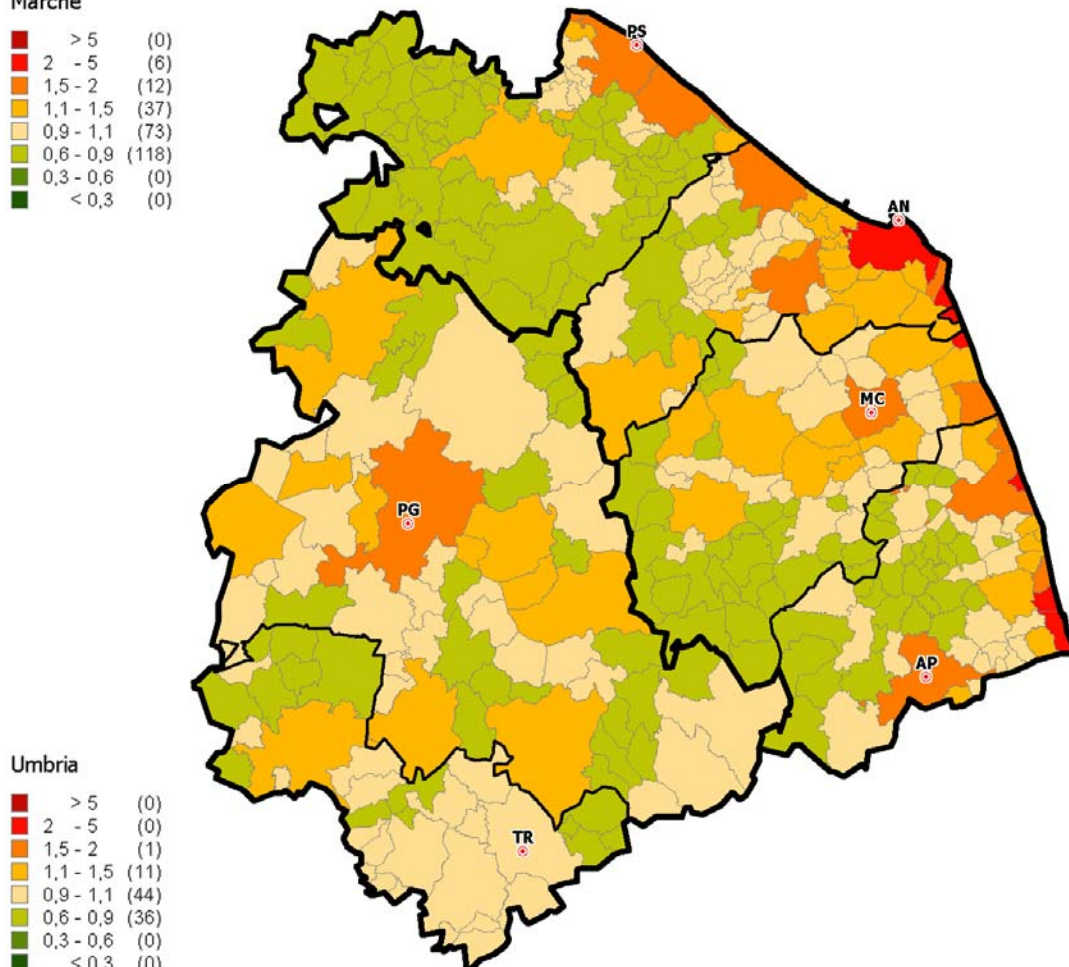 Marche
> 5 (0)
2 - 5 (6)
1,5 - 2 (12)
1,1 - 1,5 (37)
0,9 - 1,1 (73)
0,6 - 0,9 (118)
0,3 - 0,6 (0)
< 0,3 (0)
PS
AN
MC
PG
AP
TR
Umbria
> 5 (0)
2 - 5 (0)
1,5 - 2 (1)
1,1 - 1,5 (11)
0,9 - 1,1 (44)
0,6 - 0,9 (36)
0,3 - 0,6 (0)
< 0,3 (0)